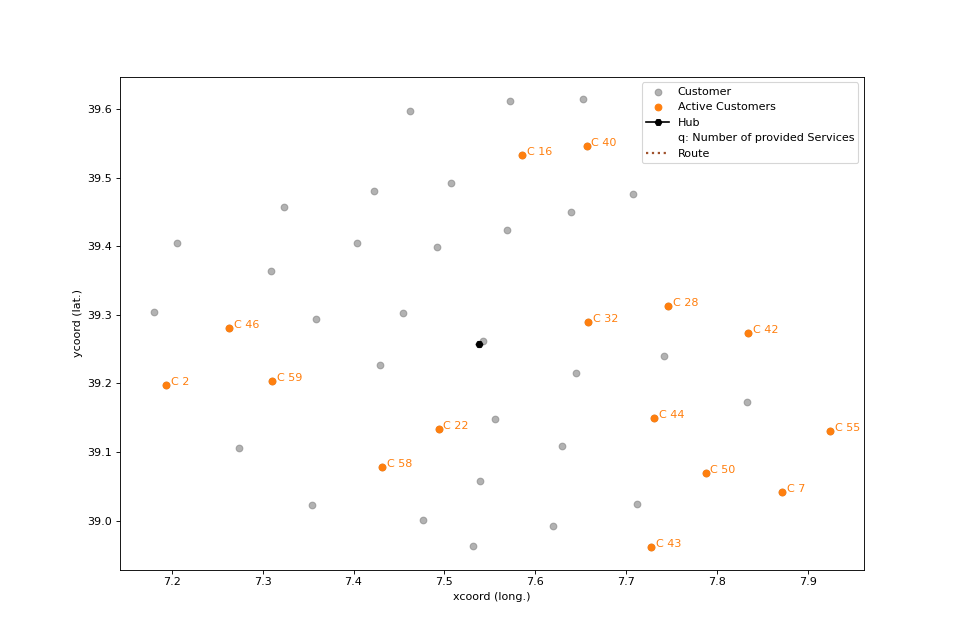 39.6
39.5
39.4
39.3
39.2
39.1
39.0
ycoord (lat.)
7.2 7.3 7.4 7.5 7.6 7.7 7.8 7.9
xcoord (long.)
Customer
Active Customers
Hub
q: Number of provided Services
Route
C 16
C 40
C 28
C 32
C 42
C 46
C 2
C 59
C 22
C 44
C 55
C 58
C 50
C 7
C 43